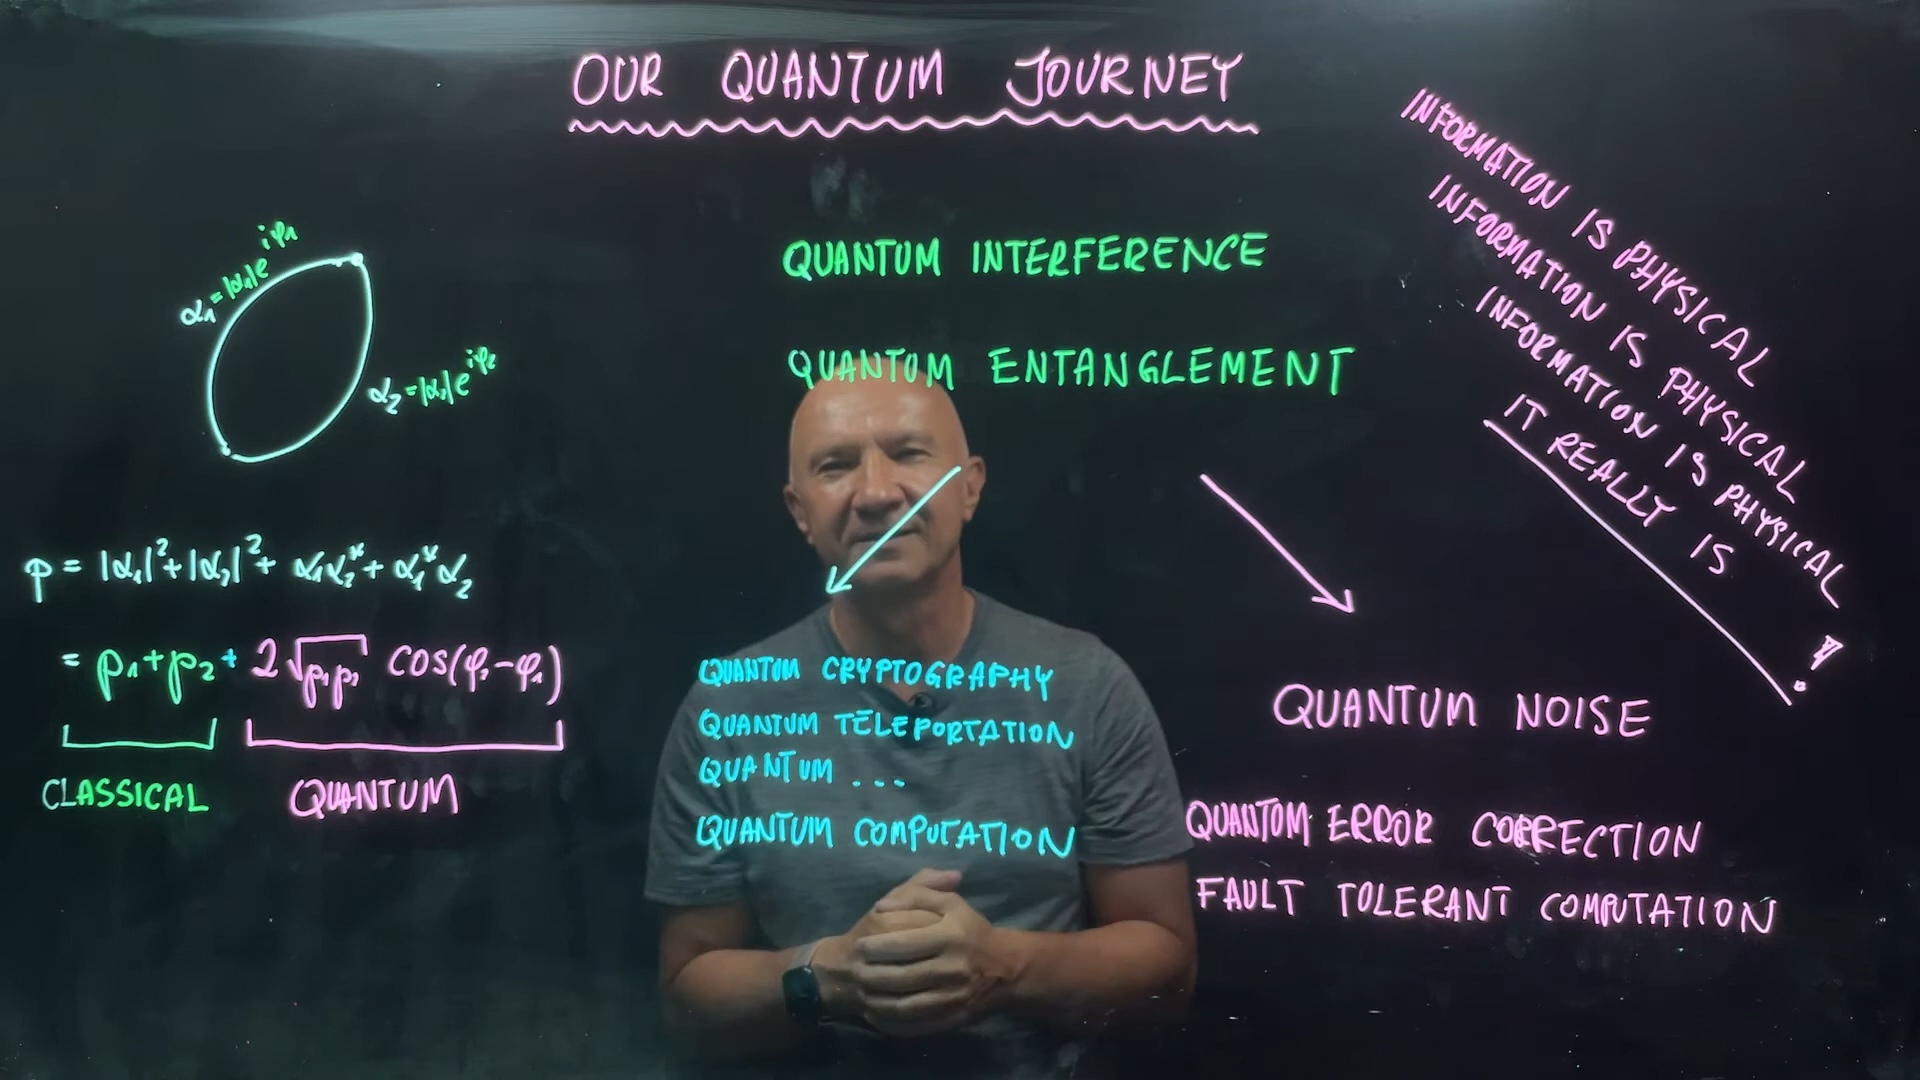 OUR QUANTUM JOURNEY
α₁=|α₁|e^iφ₁
α₂=|α₂|e^iφ₂
p = |α₁|²+|α₂|²+ α₁α₂*+ α₁*α₂
= p₁+p₂ + 2√p₁p₂ COS(φ₂-φ₁)
CLASSICAL QUANTUM
QUANTUM INTERFERENCE
QUANTUM ENTANGLEMENT
QUANTUM CRYPTOGRAPHY
QUANTUM TELEPORTATION
QUANTUM ...
QUANTUM COMPUTATION
INFORMATION IS PHYSICAL
INFORMATION IS PHYSICAL
INFORMATION IS PHYSICAL
IT REALLY IS !
QUANTUM NOISE
QUANTUM ERROR CORRECTION
FAULT TOLERANT COMPUTATION